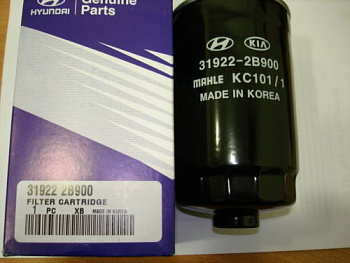 Genuine
HYUNDAI
Parts
31922 2B900
FILTER CARTRIDGE
1 PC XB MADE IN KOREA
HYUNDAI KIA
31922-2B900
MAHLE KC101/1
MADE IN KOREA